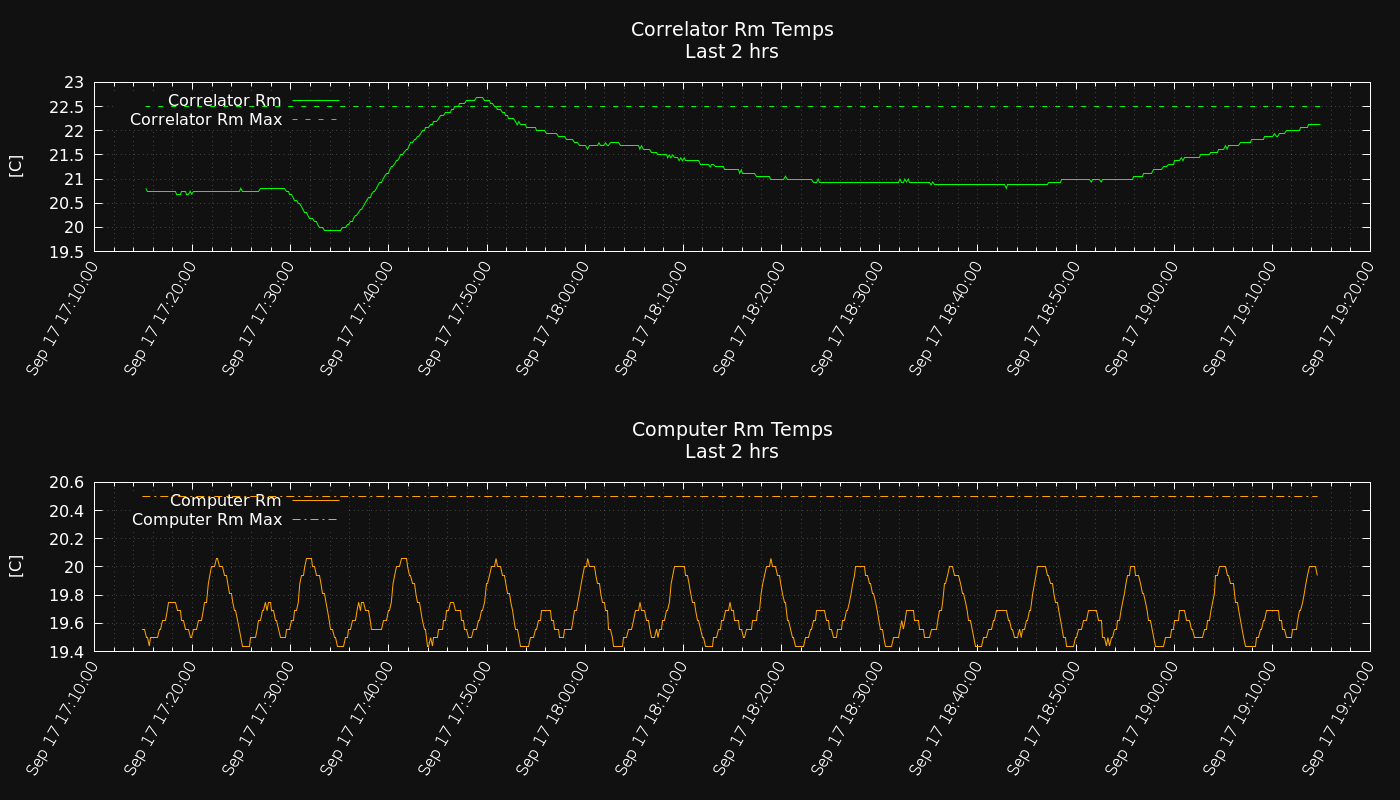 Correlator Rm Temps
Last 2 hrs
23
22.5
22
21.5
21
20.5
20
19.5
[C]
Correlator Rm
Correlator Rm Max
Sep 17 17:10:00
Sep 17 17:20:00
Sep 17 17:30:00
Sep 17 17:40:00
Sep 17 17:50:00
Sep 17 18:00:00
Sep 17 18:10:00
Sep 17 18:20:00
Sep 17 18:30:00
Sep 17 18:40:00
Sep 17 18:50:00
Sep 17 19:00:00
Sep 17 19:10:00
Sep 17 19:20:00
Computer Rm Temps
Last 2 hrs
20.6
20.4
20.2
20
19.8
19.6
19.4
[C]
Computer Rm
Computer Rm Max
Sep 17 17:10:00
Sep 17 17:20:00
Sep 17 17:30:00
Sep 17 17:40:00
Sep 17 17:50:00
Sep 17 18:00:00
Sep 17 18:10:00
Sep 17 18:20:00
Sep 17 18:30:00
Sep 17 18:40:00
Sep 17 18:50:00
Sep 17 19:00:00
Sep 17 19:10:00
Sep 17 19:20:00